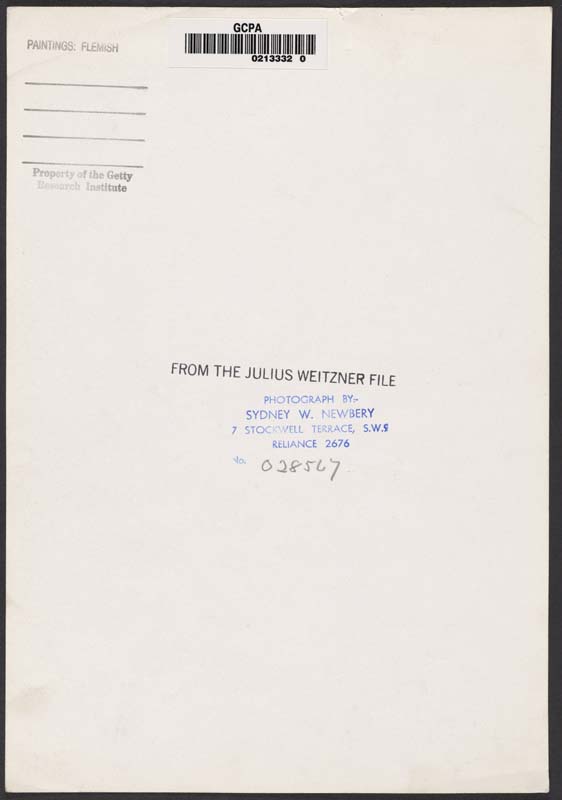 GCPA
0213332 0
PAINTINGS: FLEMISH
Property of the Getty
Research Institute
FROM THE JULIUS WEITZNER FILE
PHOTOGRAPH BY:-
SYDNEY W. NEWBERY
7 STOCKWELL TERRACE, S.W.9
RELIANCE 2676
No. 028567